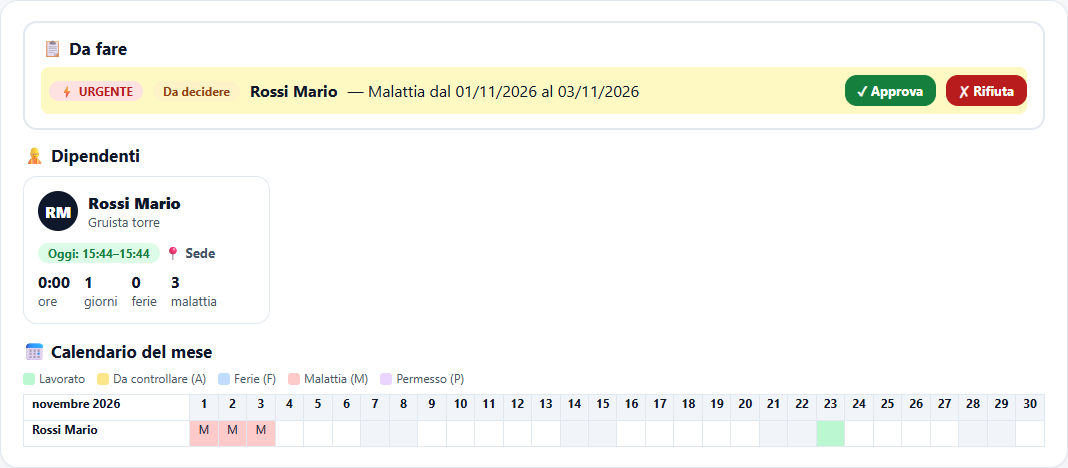 Da fare
URGENTE Da decidere Rossi Mario — Malattia dal 01/11/2026 al 03/11/2026 ✓ Approva ✗ Rifiuta
Dipendenti
RM Rossi Mario
Gruista torre
Oggi: 15:44–15:44 Sede
0:00 1 0 3
ore giorni ferie malattia
Calendario del mese
Lavorato Da controllare (A) Ferie (F) Malattia (M) Permesso (P)
novembre 2026 1 2 3 4 5 6 7 8 9 10 11 12 13 14 15 16 17 18 19 20 21 22 23 24 25 26 27 28 29 30
Rossi Mario M M M